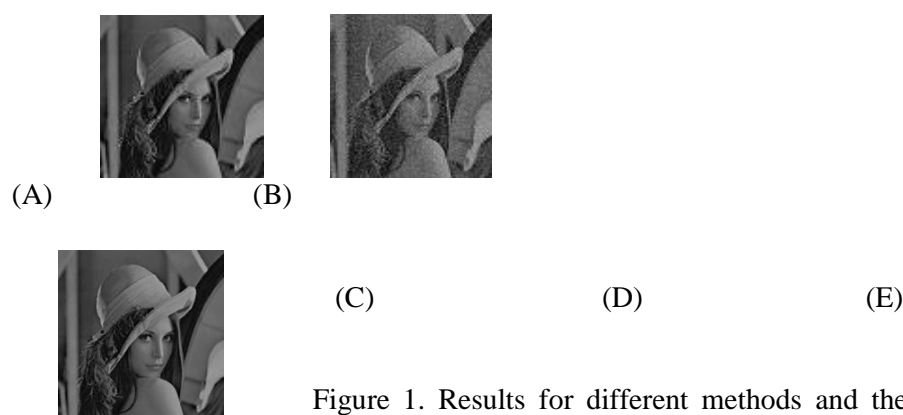 (A) (B)
(C) (D) (E)
Figure 1. Results for different methods and the